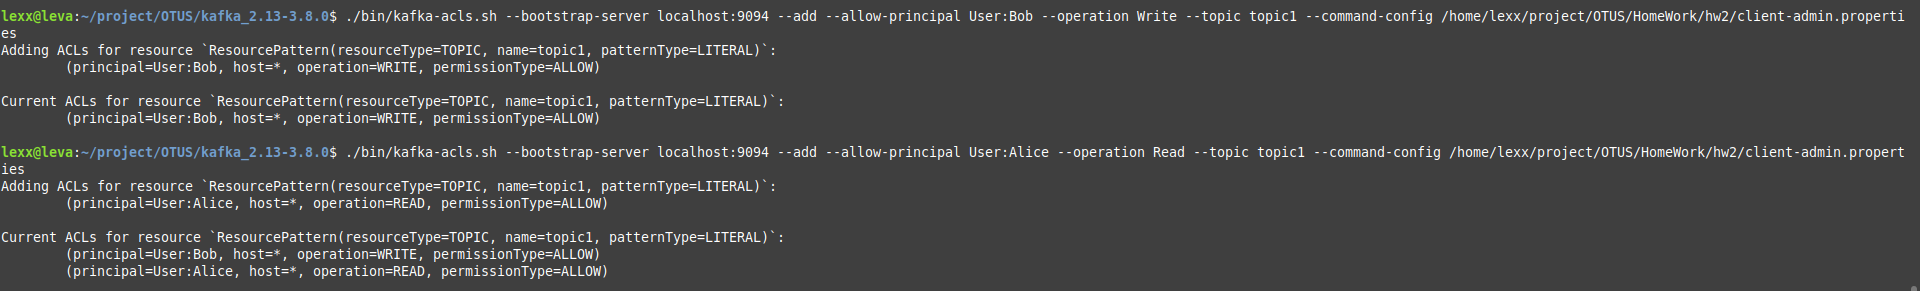 lexx@leva:~/project/OTUS/kafka_2.13-3.8.0$ ./bin/kafka-acls.sh --bootstrap-server localhost:9094 --add --allow-principal User:Bob --operation Write --topic topic1 --command-config /home/lexx/project/OTUS/HomeWork/hw2/client-admin.properti
es
Adding ACLs for resource `ResourcePattern(resourceType=TOPIC, name=topic1, patternType=LITERAL)`:
        (principal=User:Bob, host=*, operation=WRITE, permissionType=ALLOW)

Current ACLs for resource `ResourcePattern(resourceType=TOPIC, name=topic1, patternType=LITERAL)`:
        (principal=User:Bob, host=*, operation=WRITE, permissionType=ALLOW)

lexx@leva:~/project/OTUS/kafka_2.13-3.8.0$ ./bin/kafka-acls.sh --bootstrap-server localhost:9094 --add --allow-principal User:Alice --operation Read --topic topic1 --command-config /home/lexx/project/OTUS/HomeWork/hw2/client-admin.propert
ies
Adding ACLs for resource `ResourcePattern(resourceType=TOPIC, name=topic1, patternType=LITERAL)`:
        (principal=User:Alice, host=*, operation=READ, permissionType=ALLOW)

Current ACLs for resource `ResourcePattern(resourceType=TOPIC, name=topic1, patternType=LITERAL)`:
        (principal=User:Bob, host=*, operation=WRITE, permissionType=ALLOW)
        (principal=User:Alice, host=*, operation=READ, permissionType=ALLOW)